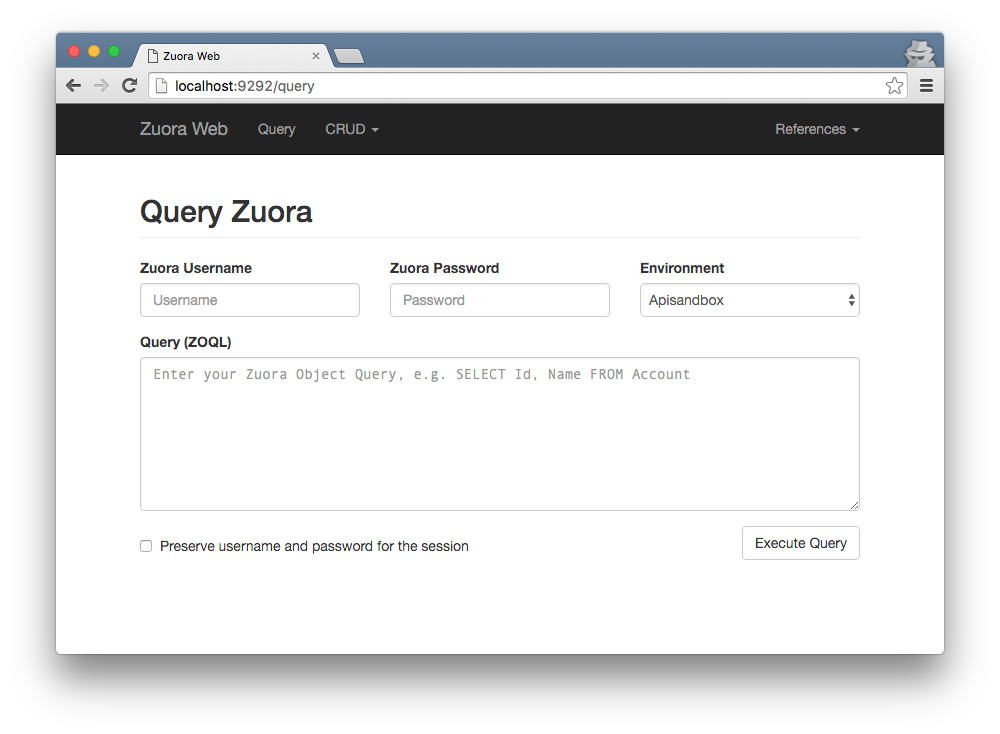 Zuora Web
localhost:9292/query
Zuora Web Query CRUD References
Query Zuora
Zuora Username Zuora Password Environment
Username Password Apisandbox
Query (ZOQL)
Enter your Zuora Object Query, e.g. SELECT Id, Name FROM Account
Preserve username and password for the session Execute Query